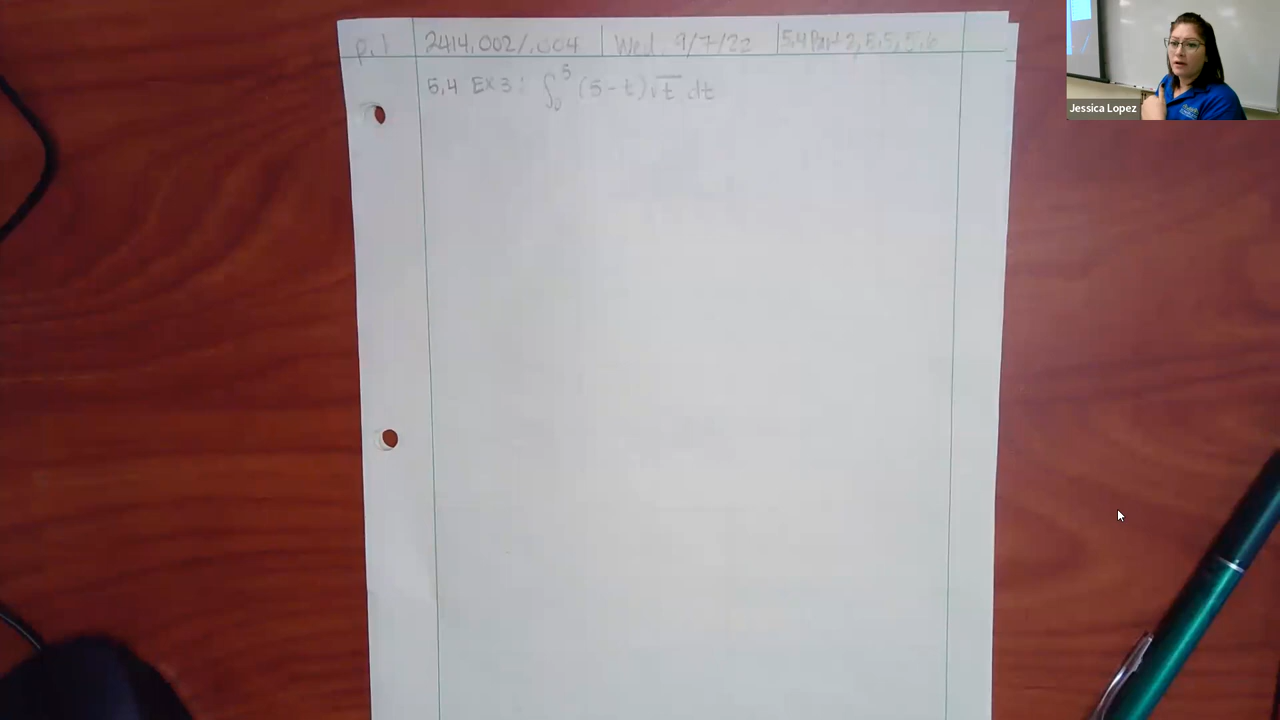 p.1 2414.002/.004 Wed. 9/7/22 5.4 Part 2, 5.5, 5.6
5.4 Ex 3: ∫₀⁵ (5-t)√t dt
Jessica Lopez